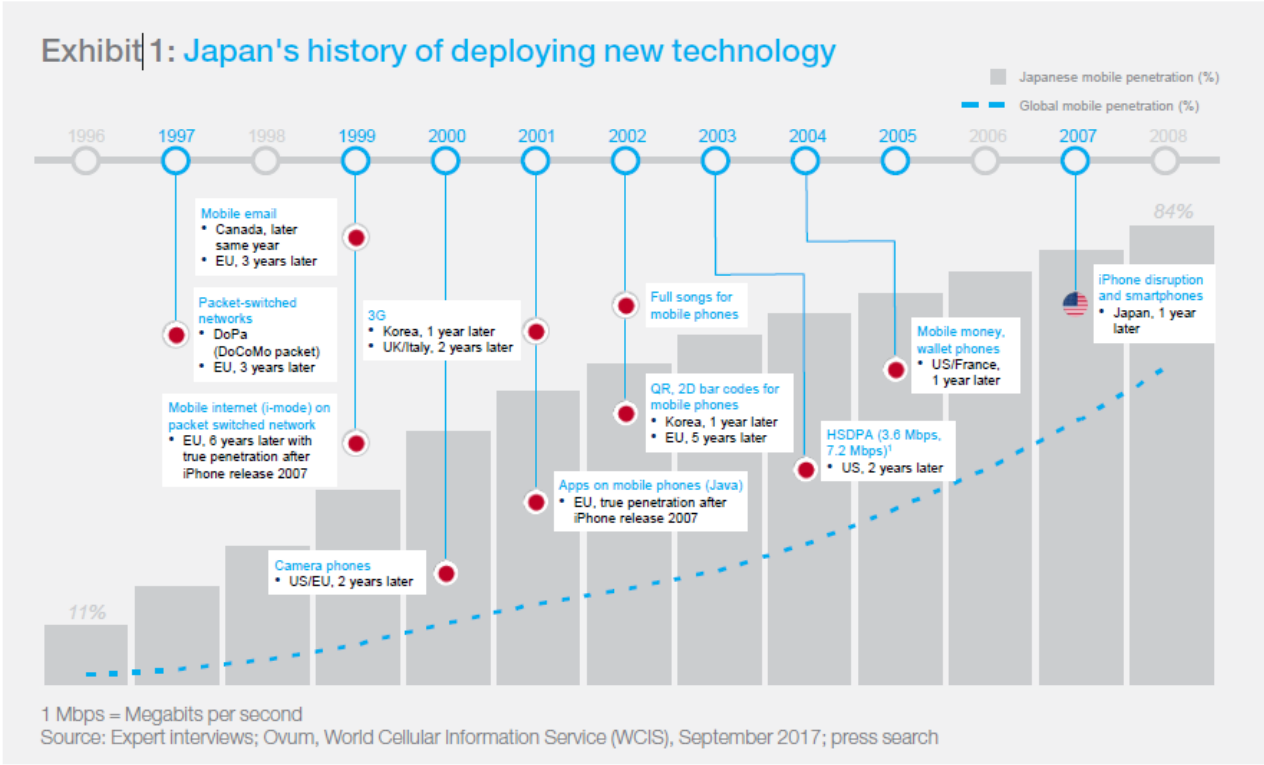 Exhibit 1: Japan's history of deploying new technology
Japanese mobile penetration (%)
Global mobile penetration (%)
1996 1997 1998 1999 2000 2001 2002 2003 2004 2005 2006 2007 2008
84%
Mobile email
• Canada, later
same year
• EU, 3 years later
Packet-switched
networks
• DoPa
(DoCoMo packet)
• EU, 3 years later
Mobile internet (i-mode) on
packet switched network
• EU, 6 years later with
true penetration after
iPhone release 2007
Camera phones
• US/EU, 2 years later
3G
• Korea, 1 year later
• UK/Italy, 2 years later
Apps on mobile phones (Java)
• EU, true penetration after
iPhone release 2007
Full songs for
mobile phones
QR, 2D bar codes for
mobile phones
• Korea, 1 year later
• EU, 5 years later
HSDPA (3.6 Mbps,
7.2 Mbps)¹
• US, 2 years later
Mobile money,
wallet phones
• US/France,
1 year later
iPhone disruption
and smartphones
• Japan, 1 year
later
11%
1 Mbps = Megabits per second
Source: Expert interviews; Ovum, World Cellular Information Service (WCIS), September 2017; press search